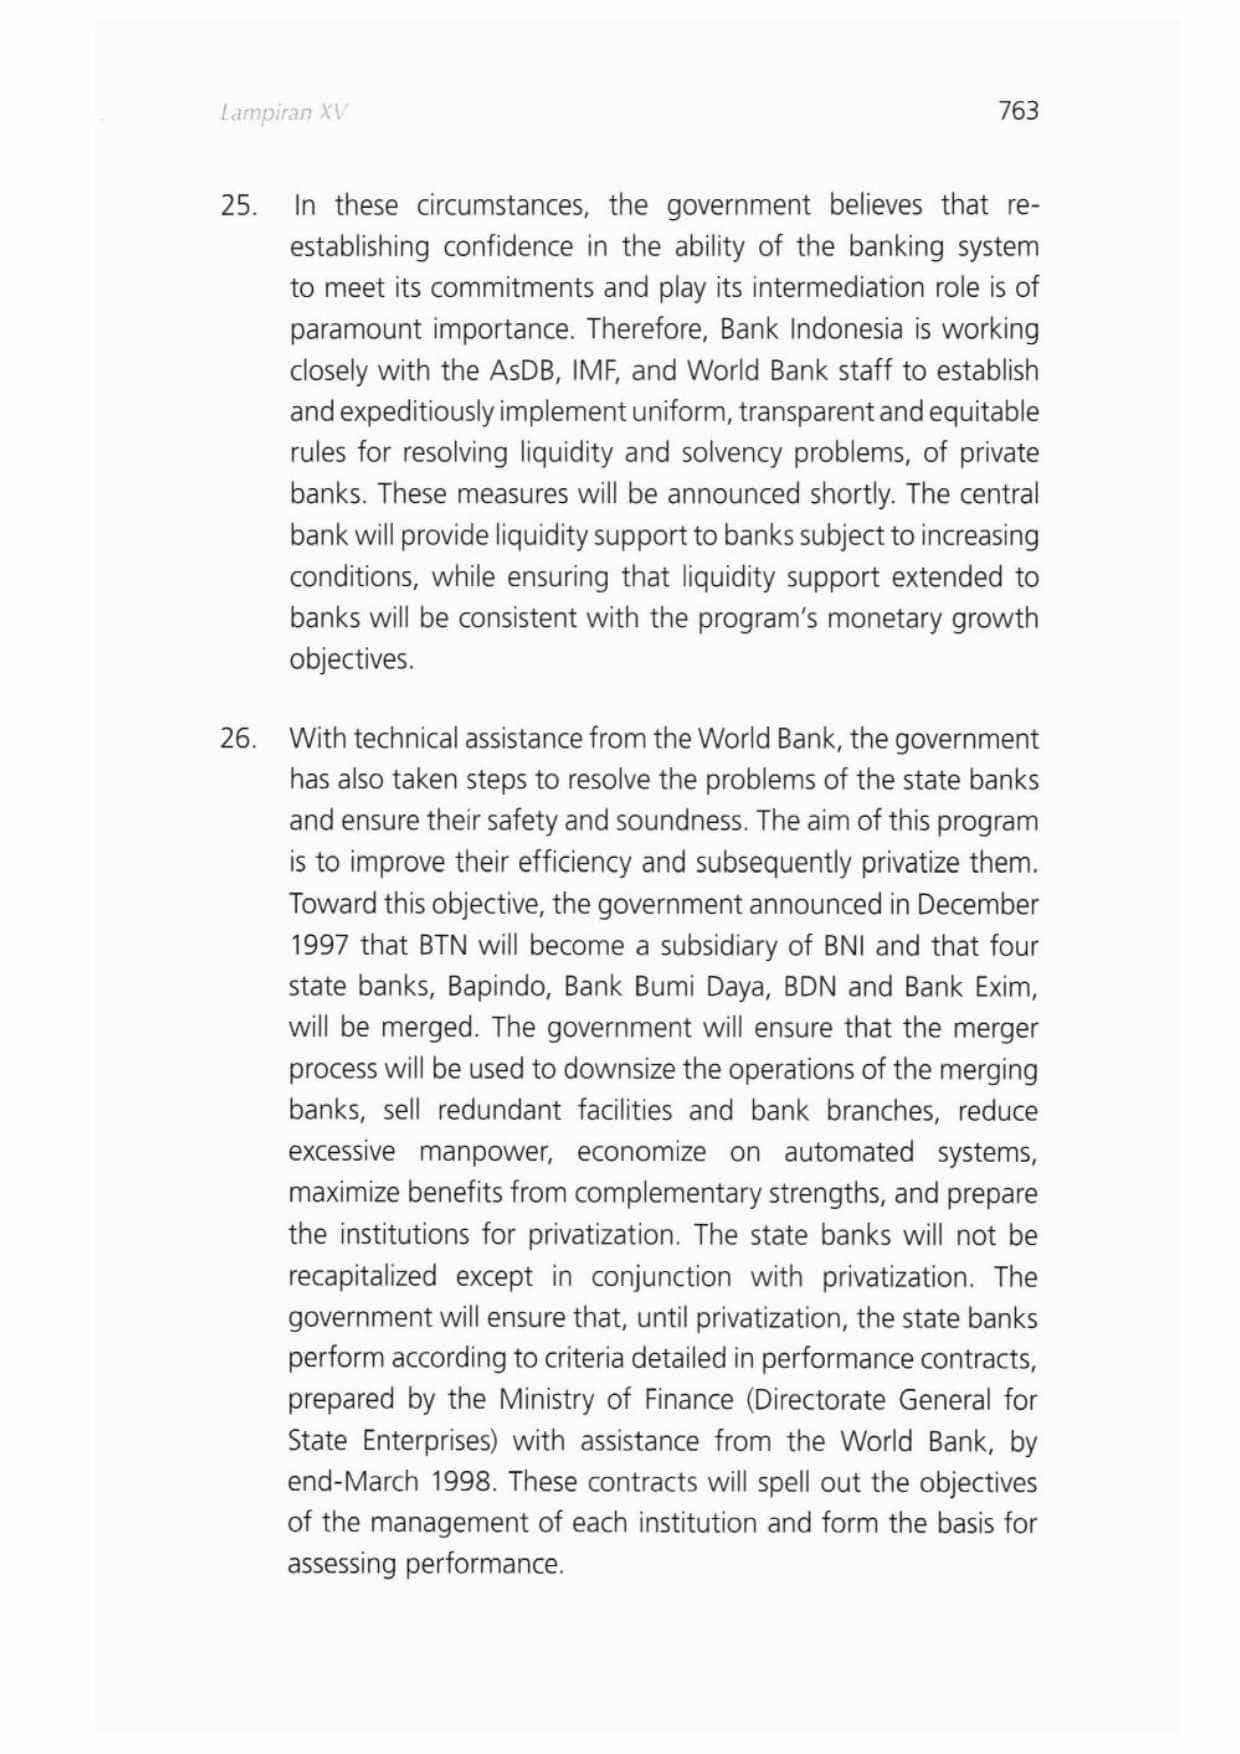 Lampiran XV 763
25. In these circumstances, the government believes that re-
establishing confidence in the ability of the banking system
to meet its commitments and play its intermediation role is of
paramount importance. Therefore, Bank Indonesia is working
closely with the AsDB, IMF, and World Bank staff to establish
and expeditiously implement uniform, transparent and equitable
rules for resolving liquidity and solvency problems, of private
banks. These measures will be announced shortly. The central
bank will provide liquidity support to banks subject to increasing
conditions, while ensuring that liquidity support extended to
banks will be consistent with the program's monetary growth
objectives.
26. With technical assistance from the World Bank, the government
has also taken steps to resolve the problems of the state banks
and ensure their safety and soundness. The aim of this program
is to improve their efficiency and subsequently privatize them.
Toward this objective, the government announced in December
1997 that BTN will become a subsidiary of BNI and that four
state banks, Bapindo, Bank Bumi Daya, BDN and Bank Exim,
will be merged. The government will ensure that the merger
process will be used to downsize the operations of the merging
banks, sell redundant facilities and bank branches, reduce
excessive manpower, economize on automated systems,
maximize benefits from complementary strengths, and prepare
the institutions for privatization. The state banks will not be
recapitalized except in conjunction with privatization. The
government will ensure that, until privatization, the state banks
perform according to criteria detailed in performance contracts,
prepared by the Ministry of Finance (Directorate General for
State Enterprises) with assistance from the World Bank, by
end-March 1998. These contracts will spell out the objectives
of the management of each institution and form the basis for
assessing performance.